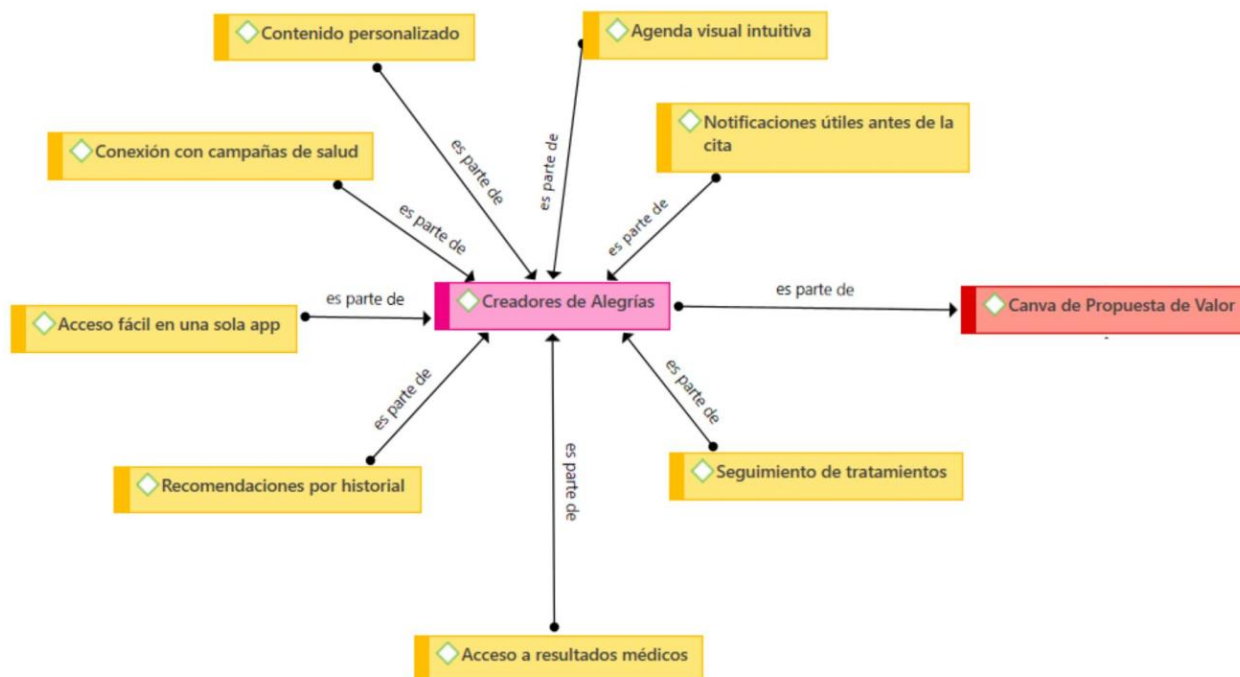 Contenido personalizado
Agenda visual intuitiva
Notificaciones útiles antes de la
cita
Conexión con campañas de salud
es parte de
es parte de
es parte de
es parte de
Acceso fácil en una sola app
es parte de
Creadores de Alegrías
es parte de
Canva de Propuesta de Valor
es parte de
es parte de
es parte de
Recomendaciones por historial
Seguimiento de tratamientos
Acceso a resultados médicos